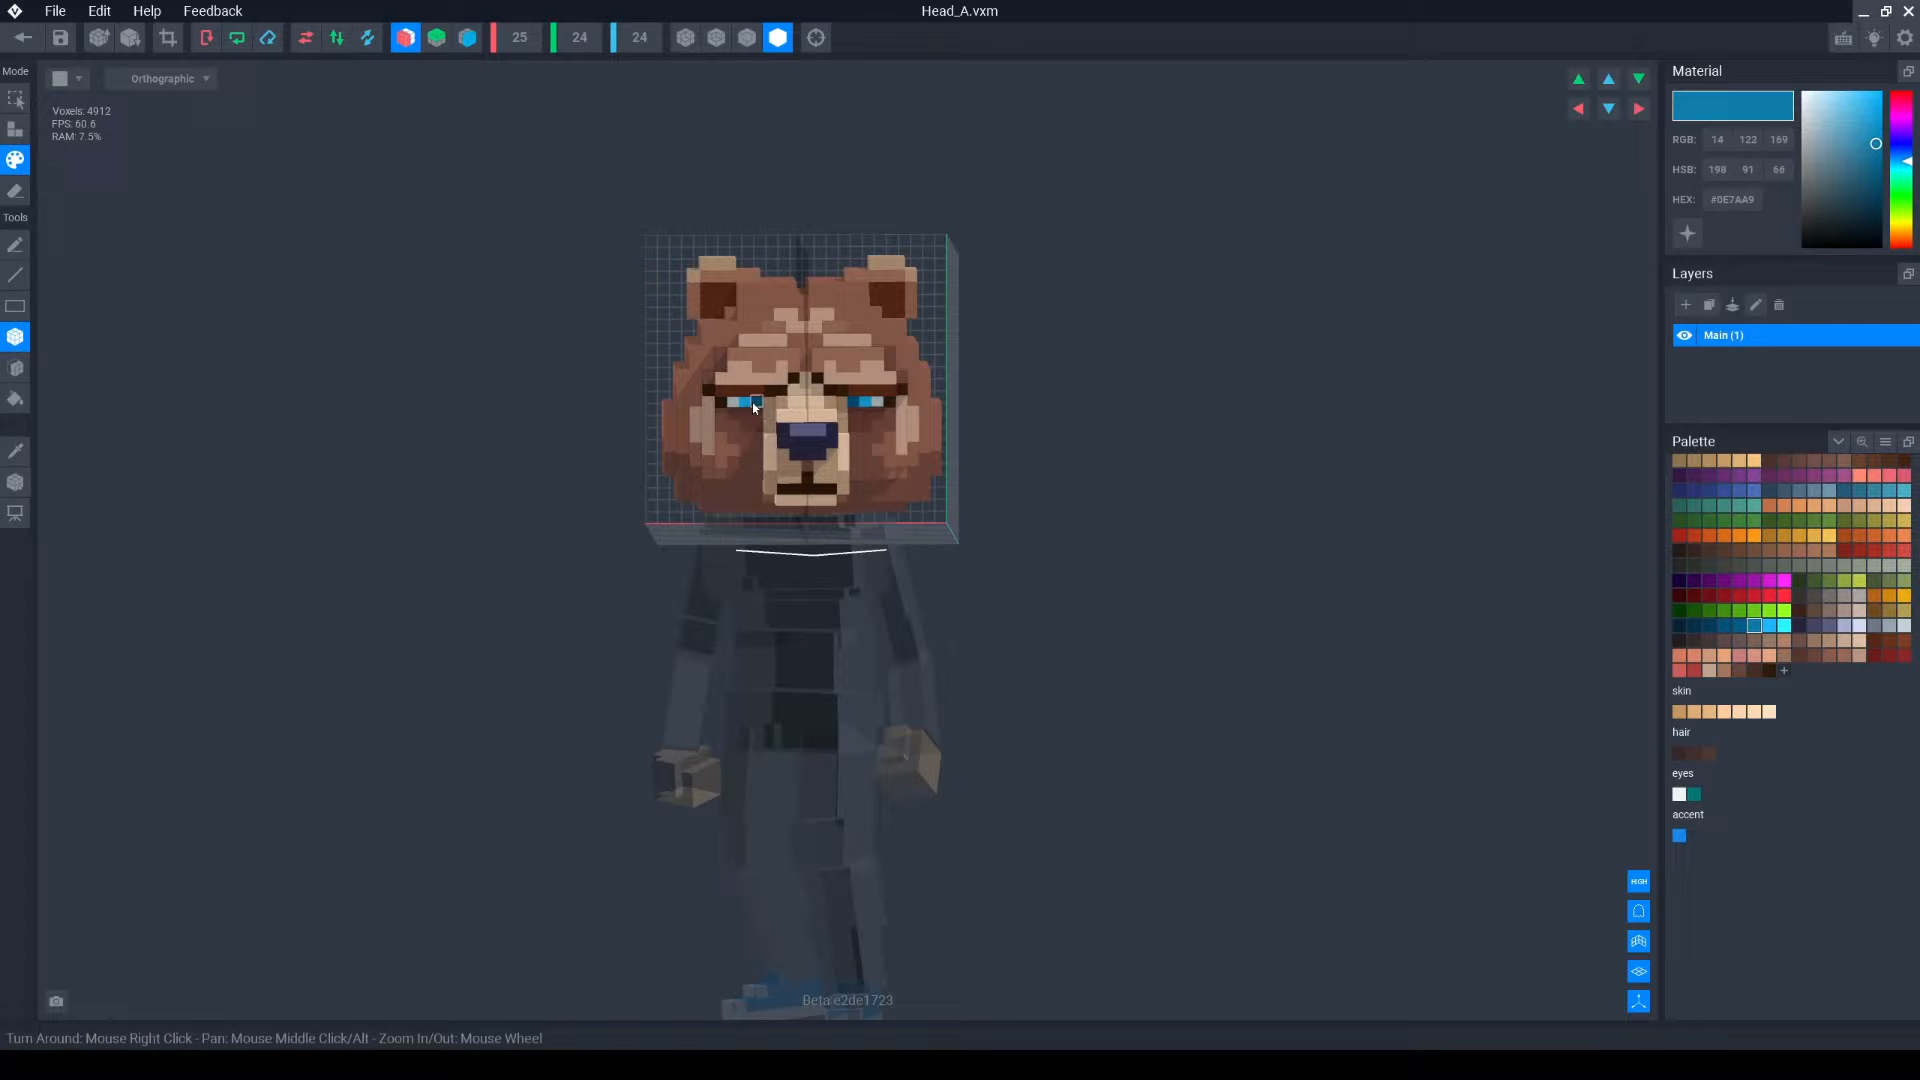 File Edit Help Feedback
Head_A.vxm
25 24 24
Mode
Orthographic
Voxels: 4912
FPS: 60.6
RAM: 7.5%
Tools
Material
RGB: 14 122 169
HSB: 198 91 66
HEX: #0E7AA9
Layers
Main (1)
Palette
skin
hair
eyes
accent
HIGH
Beta e2de1723
Turn Around: Mouse Right Click - Pan: Mouse Middle Click/Alt - Zoom In/Out: Mouse Wheel